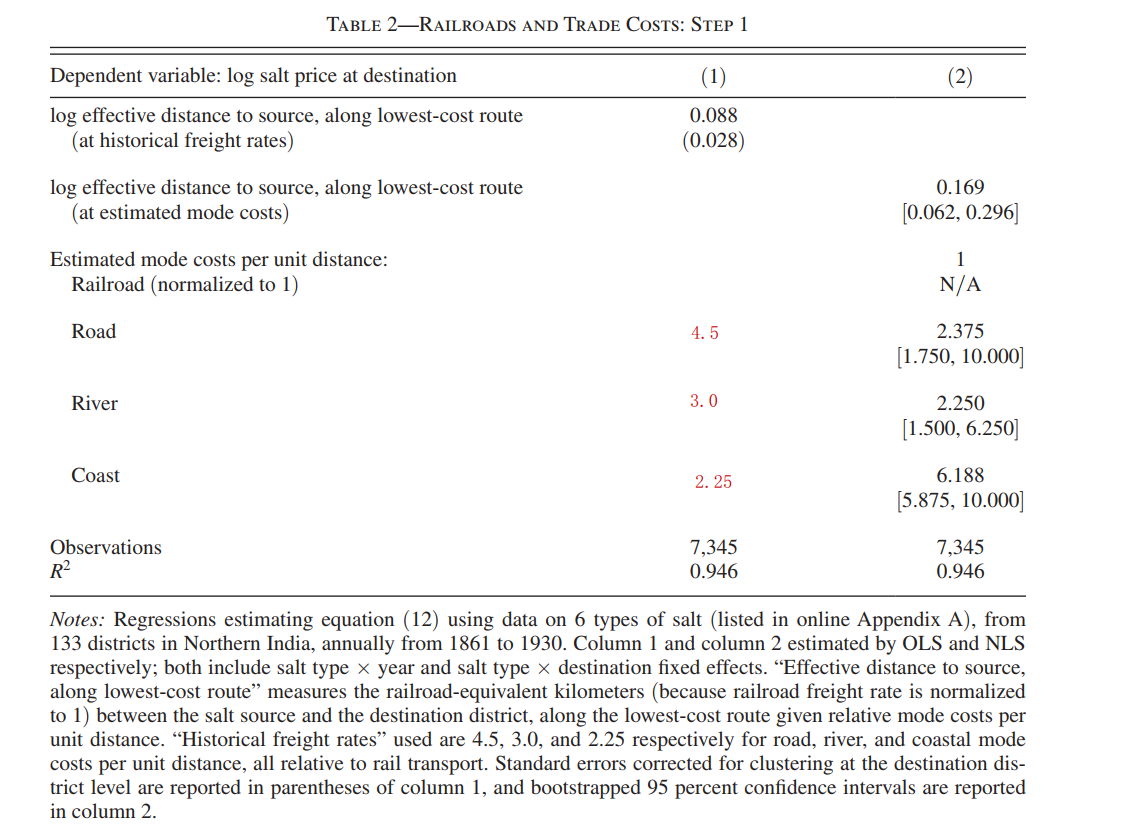 TABLE 2—RAILROADS AND TRADE COSTS: STEP 1
Dependent variable: log salt price at destination (1) (2)
log effective distance to source, along lowest-cost route 0.088
(at historical freight rates) (0.028)
log effective distance to source, along lowest-cost route 0.169
(at estimated mode costs) [0.062, 0.296]
Estimated mode costs per unit distance: 1
Railroad (normalized to 1) N/A
Road 4.5 2.375
[1.750, 10.000]
River 3.0 2.250
[1.500, 6.250]
Coast 2.25 6.188
[5.875, 10.000]
Observations 7,345 7,345
R² 0.946 0.946
Notes: Regressions estimating equation (12) using data on 6 types of salt (listed in online Appendix A), from
133 districts in Northern India, annually from 1861 to 1930. Column 1 and column 2 estimated by OLS and NLS
respectively; both include salt type × year and salt type × destination fixed effects. “Effective distance to source,
along lowest-cost route” measures the railroad-equivalent kilometers (because railroad freight rate is normalized
to 1) between the salt source and the destination district, along the lowest-cost route given relative mode costs per
unit distance. “Historical freight rates” used are 4.5, 3.0, and 2.25 respectively for road, river, and coastal mode
costs per unit distance, all relative to rail transport. Standard errors corrected for clustering at the destination dis-
trict level are reported in parentheses of column 1, and bootstrapped 95 percent confidence intervals are reported
in column 2.